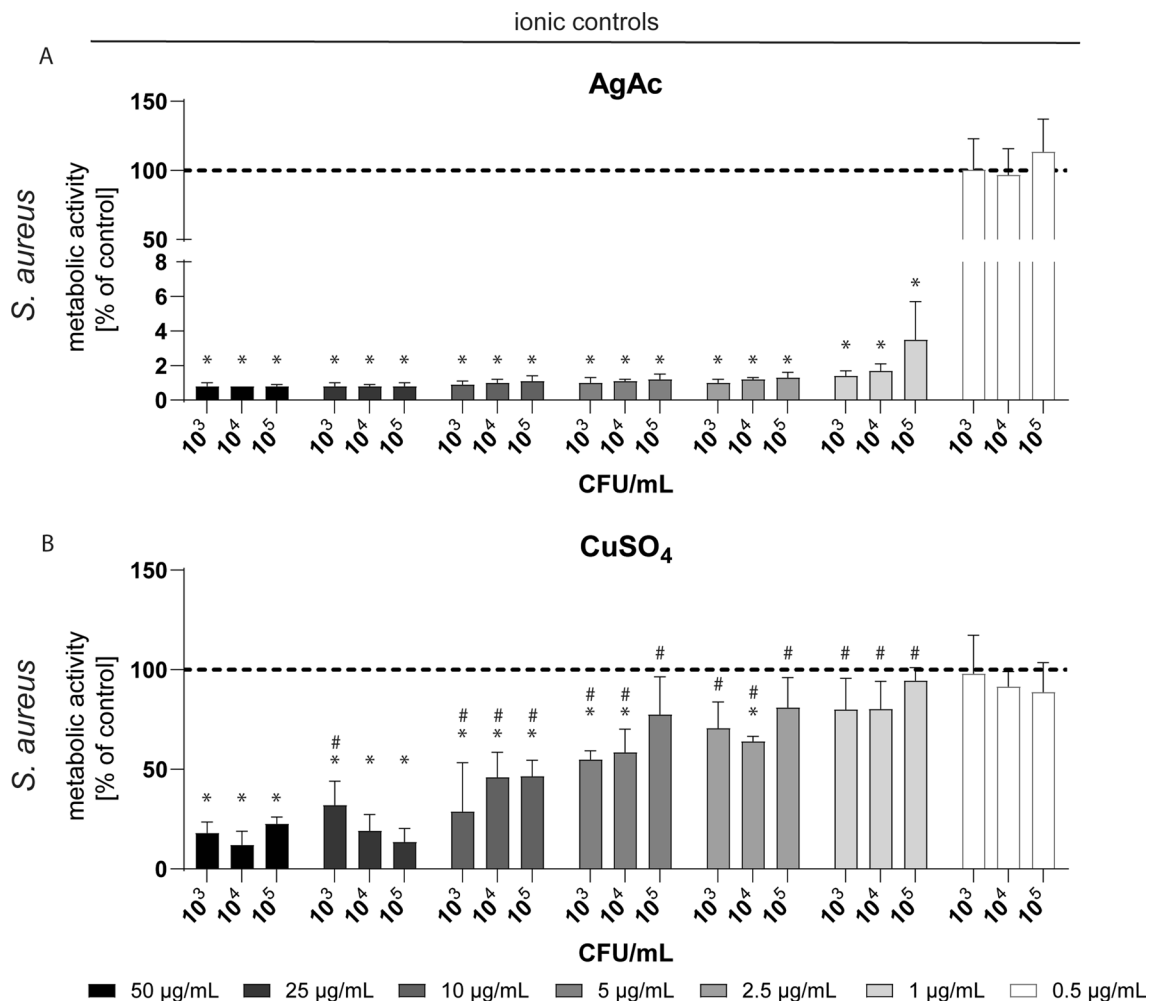 ionic controls
A
AgAc
S. aureus
metabolic activity
[% of control]
150
100
50
8
6
4
2
0
* * * * * * * * * * * * * * * * * *
10³ 10⁴ 10⁵ 10³ 10⁴ 10⁵ 10³ 10⁴ 10⁵ 10³ 10⁴ 10⁵ 10³ 10⁴ 10⁵ 10³ 10⁴ 10⁵ 10³ 10⁴ 10⁵
CFU/mL
B
CuSO₄
S. aureus
metabolic activity
[% of control]
150
100
50
0
* * * #* * * #* #* #* #* #* # # #* # # # #
10³ 10⁴ 10⁵ 10³ 10⁴ 10⁵ 10³ 10⁴ 10⁵ 10³ 10⁴ 10⁵ 10³ 10⁴ 10⁵ 10³ 10⁴ 10⁵ 10³ 10⁴ 10⁵
CFU/mL
50 µg/mL 25 µg/mL 10 µg/mL 5 µg/mL 2.5 µg/mL 1 µg/mL 0.5 µg/mL